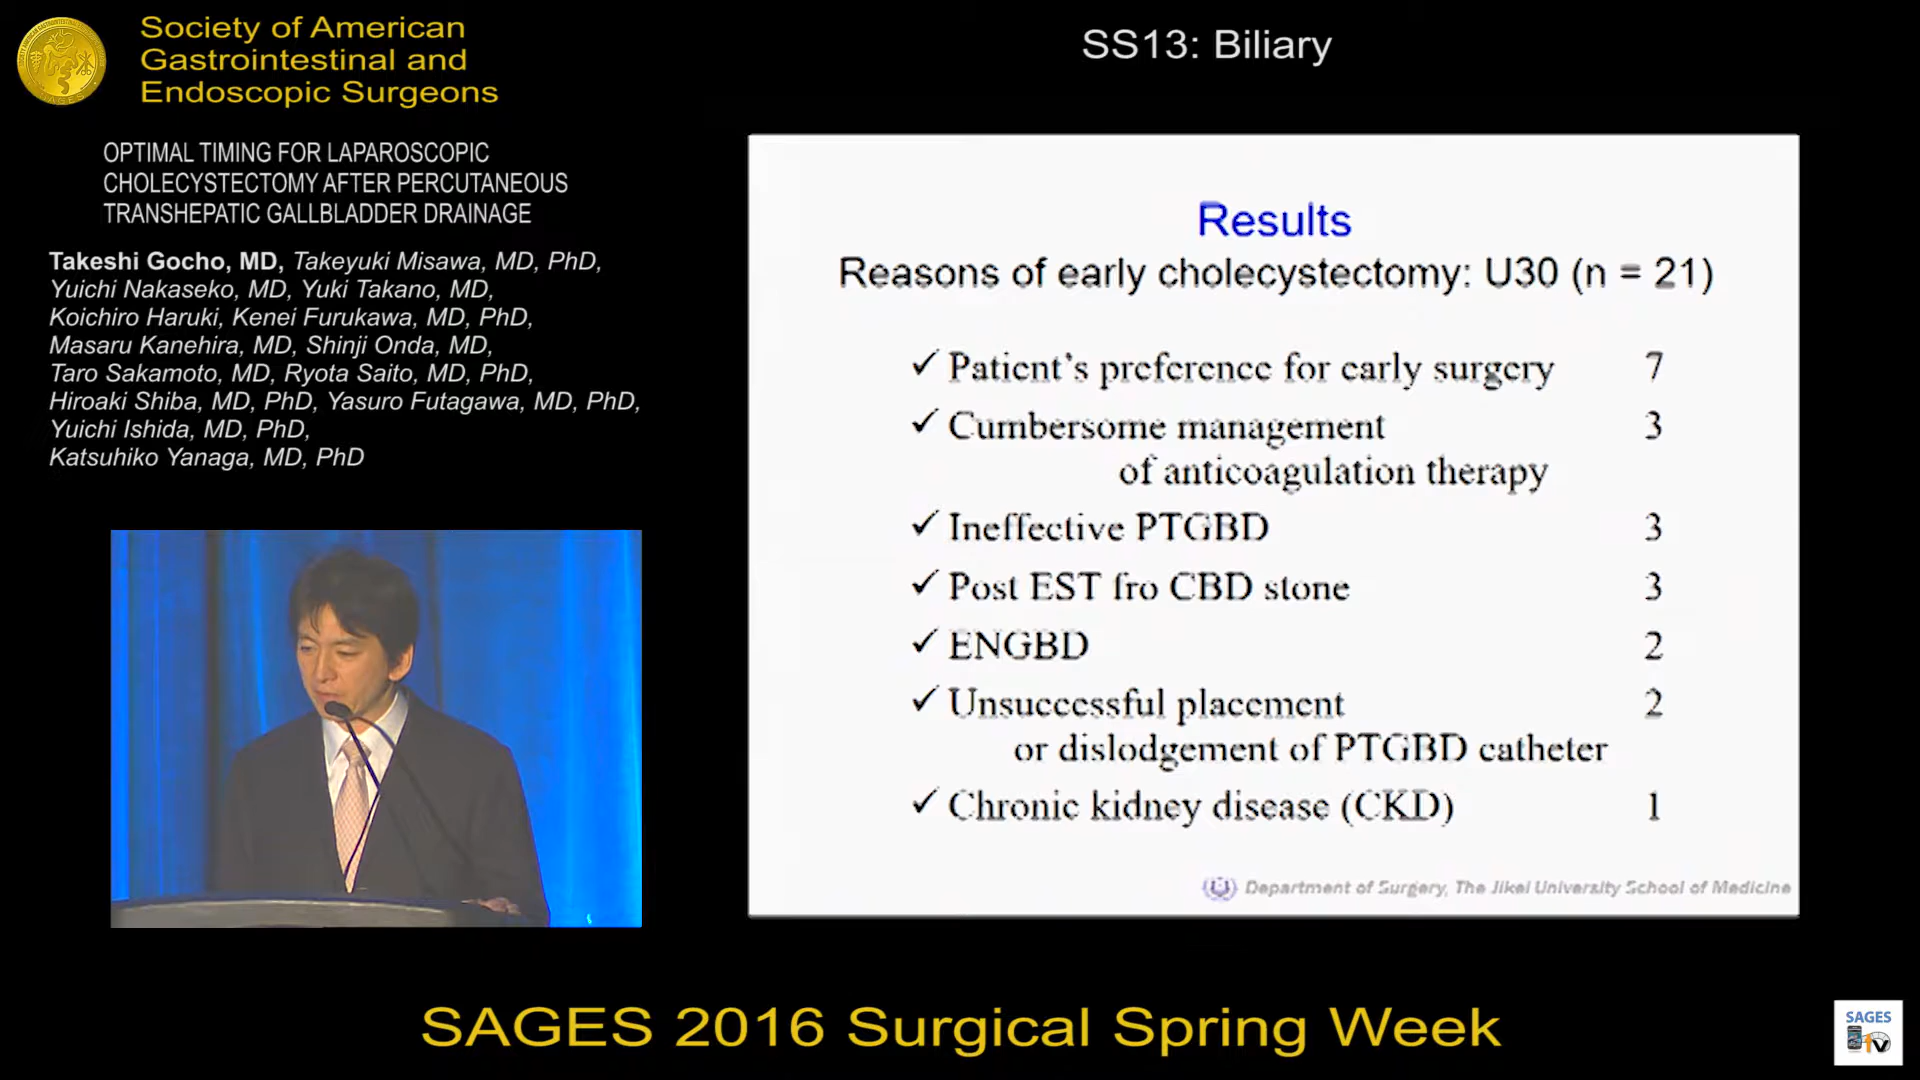 Society of American
Gastrointestinal and
Endoscopic Surgeons
SS13: Biliary
OPTIMAL TIMING FOR LAPAROSCOPIC
CHOLECYSTECTOMY AFTER PERCUTANEOUS
TRANSHEPATIC GALLBLADDER DRAINAGE
Takeshi Gocho, MD, Takeyuki Misawa, MD, PhD,
Yuichi Nakaseko, MD, Yuki Takano, MD,
Koichiro Haruki, Kenei Furukawa, MD, PhD,
Masaru Kanehira, MD, Shinji Onda, MD,
Taro Sakamoto, MD, Ryota Saito, MD, PhD,
Hiroaki Shiba, MD, PhD, Yasuro Futagawa, MD, PhD,
Yuichi Ishida, MD, PhD,
Katsuhiko Yanaga, MD, PhD
Results
Reasons of early cholecystectomy: U30 (n = 21)
✓ Patient's preference for early surgery 7
✓ Cumbersome management 3
of anticoagulation therapy
✓ Ineffective PTGBD 3
✓ Post EST fro CBD stone 3
✓ ENGBD 2
✓ Unsuccessful placement 2
or dislodgement of PTGBD catheter
✓ Chronic kidney disease (CKD) 1
Department of Surgery, The Jikei University School of Medicine
SAGES 2016 Surgical Spring Week
SAGES
TV